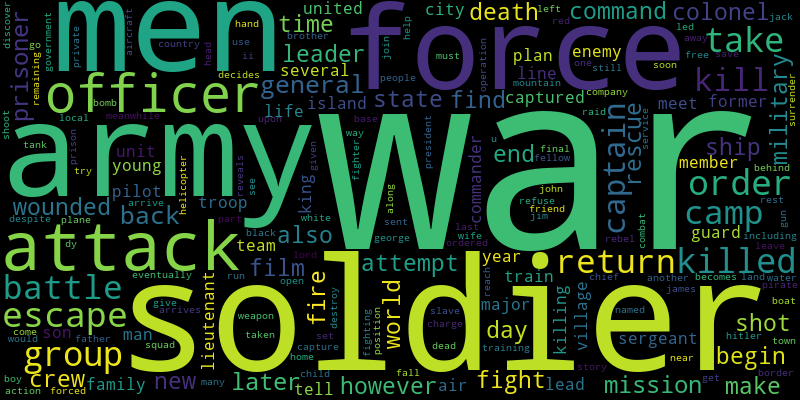 war
soldier
army
men
force
attack
officer
escape
group
battle
camp
killed
order
take
kill
return
captain
rescue
general
leader
time
death
command
colonel
military
prisoner
wounded
back
young
unit
pilot
troop
king
team
film
fire
lieutenant
world
attempt
end
commander
find
state
island
life
several
united
city
plan
enemy
line
captured
meet
former
ship
member
guard
shot
begin
make
mission
fight
lead
air
however
tell
later
new
family
crew
man
son
also
day
major
train
year
village
killing
sergeant
discover
government
private
aircraft
country
hand
brother
use
ii
head
decides
join
help
people
must
operation
mountain
left
red
one
still
company
led
away
free
save
soon
jack
surrender
raid
service
combat
rebel
behind
rest
gun
including
leave
pirate
boat
town
border
land
water
becomes
another
chief
james
named
hitler
near
story
get
reach
ordered
wife
last
john
friend
jim
refuse
fellow
final
u
president
base
way
given
fighter
along
sent
george
white
black
lord
open
run
part
see
reveals
upon
helicopter
prison
try
arrive
despite
plane
dy
eventually
give
arrives
come
would
father
squad
boy
action
forced
many
home
child
capture
set
taken
weapon
destroy
fighting
position
slave
charge
dead
training
fall
meanwhile
bomb
local
tank
shoot
remaining
go